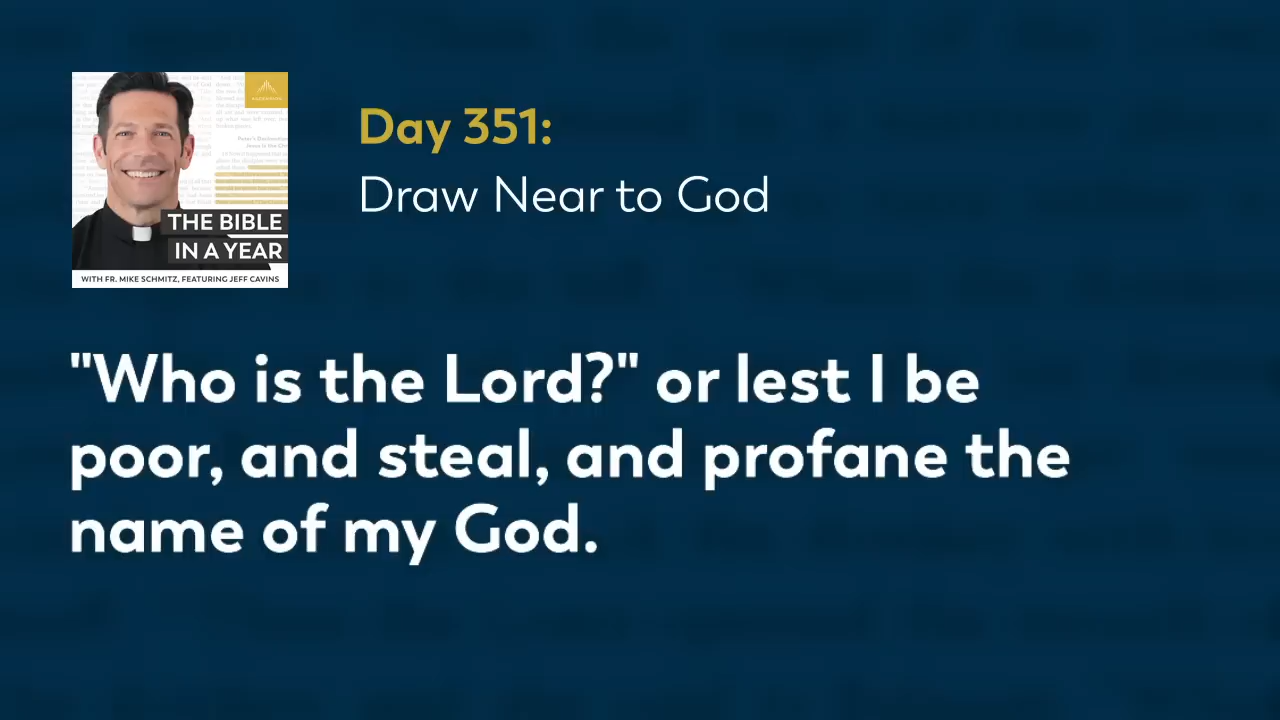 Day 351:
Draw Near to God
THE BIBLE
IN A YEAR
WITH FR. MIKE SCHMITZ, FEATURING JEFF CAVINS
"Who is the Lord?" or lest I be
poor, and steal, and profane the
name of my God.